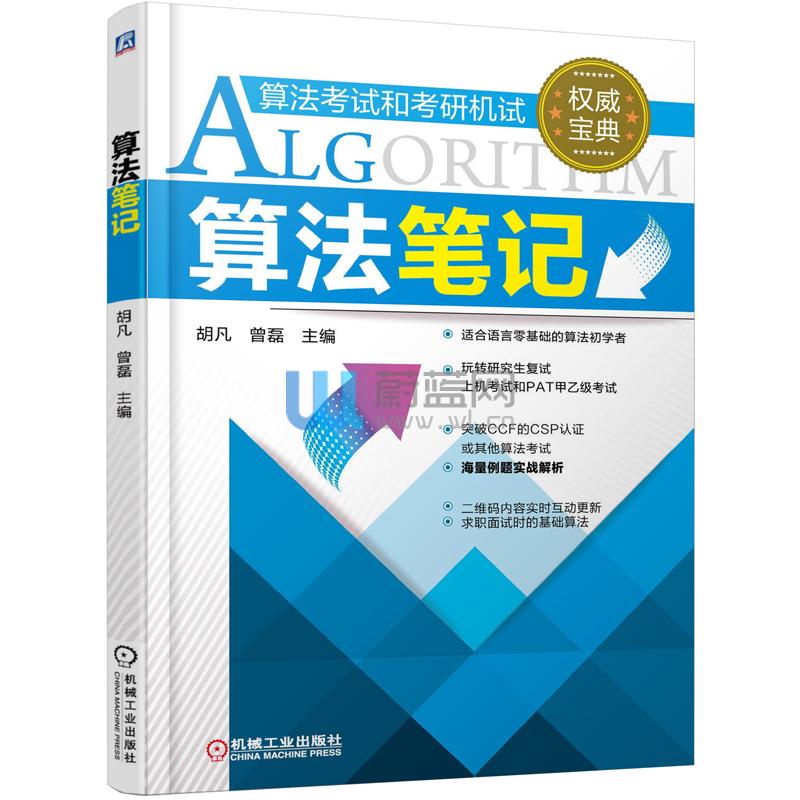 算法笔记
胡凡 曾磊 主编
机械工业出版社
CHINA MACHINE PRESS
算法考试和考研机试
权威
宝典
ALGORITHM
算法笔记
胡凡 曾磊 主编
适合语言零基础的算法初学者
玩转研究生复试
上机考试和PAT甲乙级考试
突破CCF的CSP认证
或其他算法考试
海量例题实战解析
二维码内容实时互动更新
求职面试时的基础算法
蔚蓝网
www.wl.cn
机械工业出版社
CHINA MACHINE PRESS